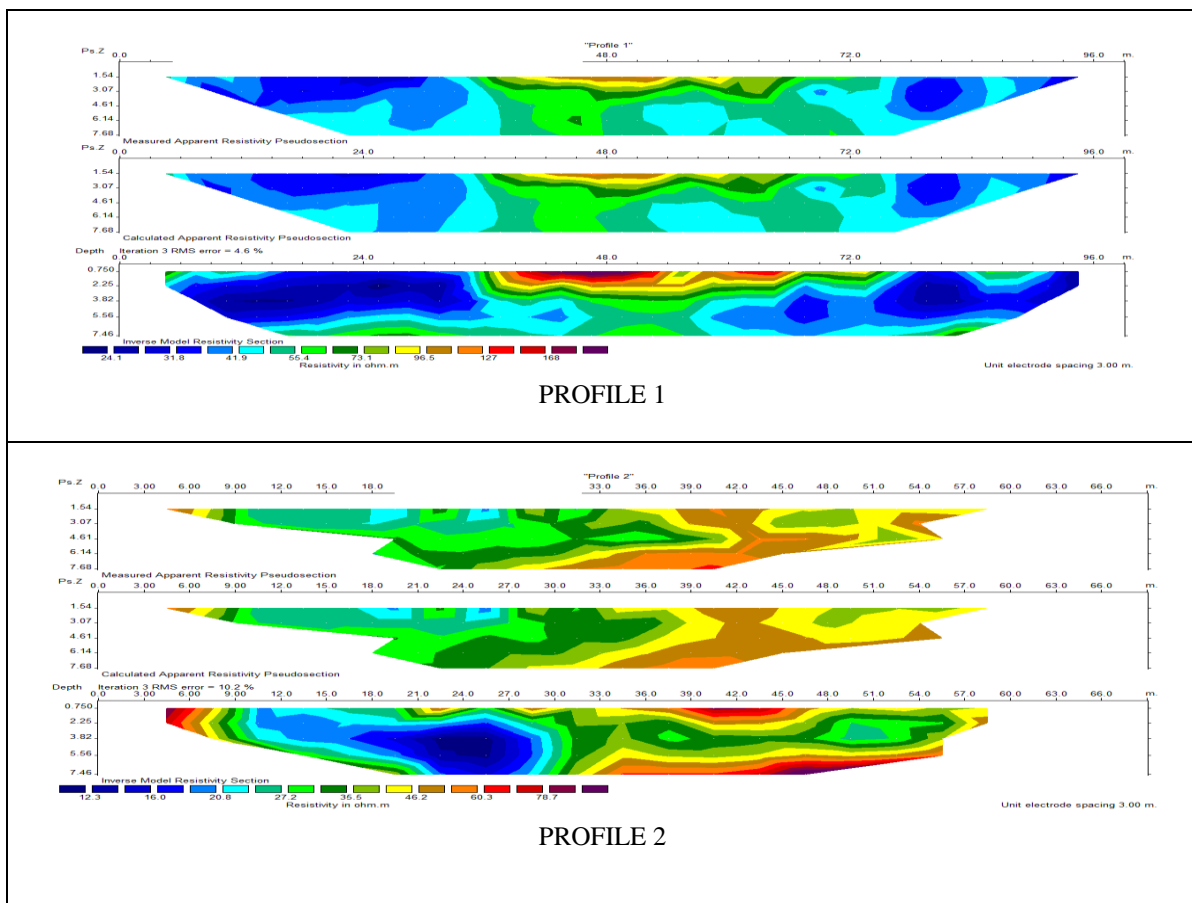 "Profile 1"
Ps.Z 0.0 48.0 72.0 96.0 m.
1.54
3.07
4.61
6.14
7.68
Measured Apparent Resistivity Pseudosection
Ps.Z 0.0 24.0 48.0 72.0 96.0 m.
1.54
3.07
4.61
6.14
7.68
Calculated Apparent Resistivity Pseudosection
Depth Iteration 3 RMS error = 4.6 %
0.0 24.0 48.0 72.0 96.0 m.
0.750
2.25
3.82
5.56
7.46
Inverse Model Resistivity Section
24.1 31.8 41.9 55.4 73.1 96.5 127 168
Resistivity in ohm.m Unit electrode spacing 3.00 m.
PROFILE 1
"Profile 2"
Ps.Z 0.0 3.00 6.00 9.00 12.0 15.0 18.0 33.0 36.0 39.0 42.0 45.0 48.0 51.0 54.0 57.0 60.0 63.0 66.0 m.
1.54
3.07
4.61
6.14
7.68
Measured Apparent Resistivity Pseudosection
Ps.Z 0.0 3.00 6.00 9.00 12.0 15.0 18.0 21.0 24.0 27.0 30.0 33.0 36.0 39.0 42.0 45.0 48.0 51.0 54.0 57.0 60.0 63.0 66.0 m.
1.54
3.07
4.61
6.14
7.68
Calculated Apparent Resistivity Pseudosection
Depth Iteration 3 RMS error = 10.2 %
0.0 3.00 6.00 9.00 12.0 15.0 18.0 21.0 24.0 27.0 30.0 33.0 36.0 39.0 42.0 45.0 48.0 51.0 54.0 57.0 60.0 63.0 66.0 m.
0.750
2.25
3.82
5.56
7.46
Inverse Model Resistivity Section
12.3 16.0 20.8 27.2 35.5 46.2 60.3 78.7
Resistivity in ohm.m Unit electrode spacing 3.00 m.
PROFILE 2